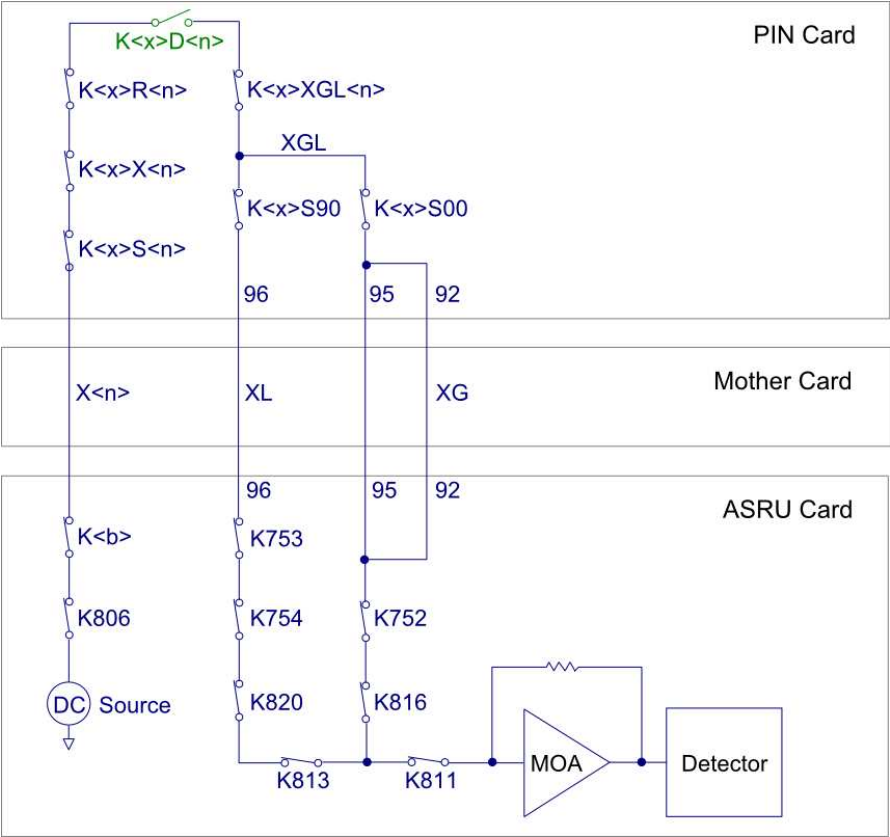 PIN Card
K<x>D<n>
K<x>R<n>
K<x>XGL<n>
XGL
K<x>X<n>
K<x>S90
K<x>S00
K<x>S<n>
96
95
92
Mother Card
X<n>
XL
XG
96
95
92
ASRU Card
K<b>
K753
K806
K754
K752
DC
Source
K820
K816
K813
K811
MOA
Detector